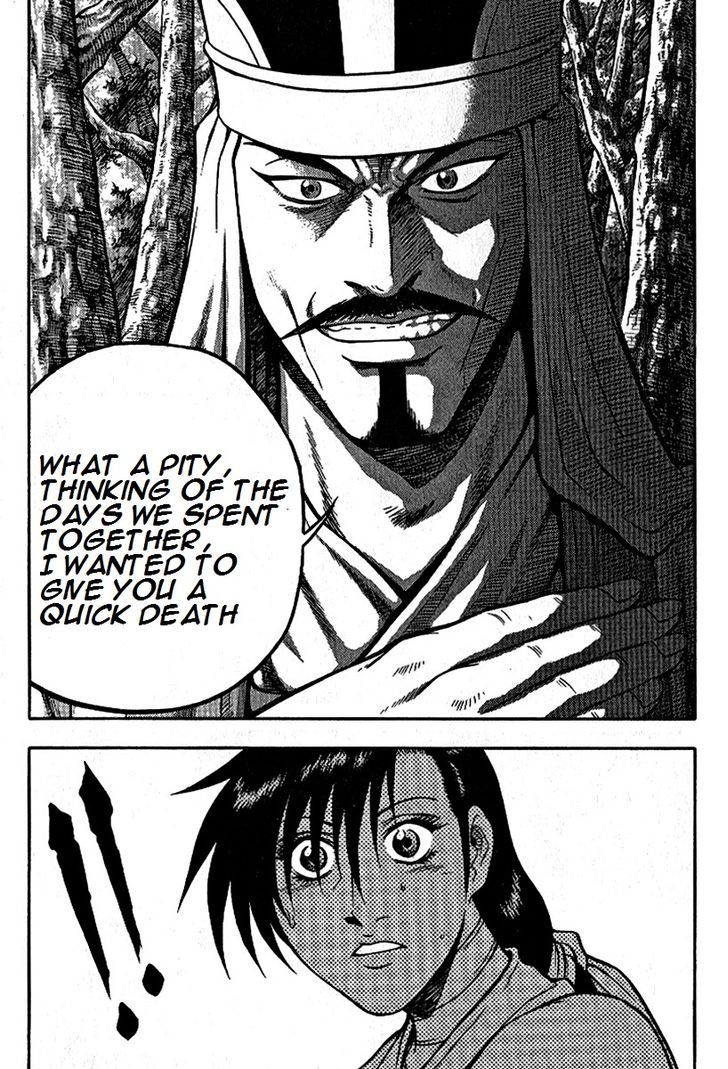 WHAT A PITY,
THINKING OF THE
DAYS WE SPENT
TOGETHER,
I WANTED TO
GIVE YOU A
QUICK DEATH
!!